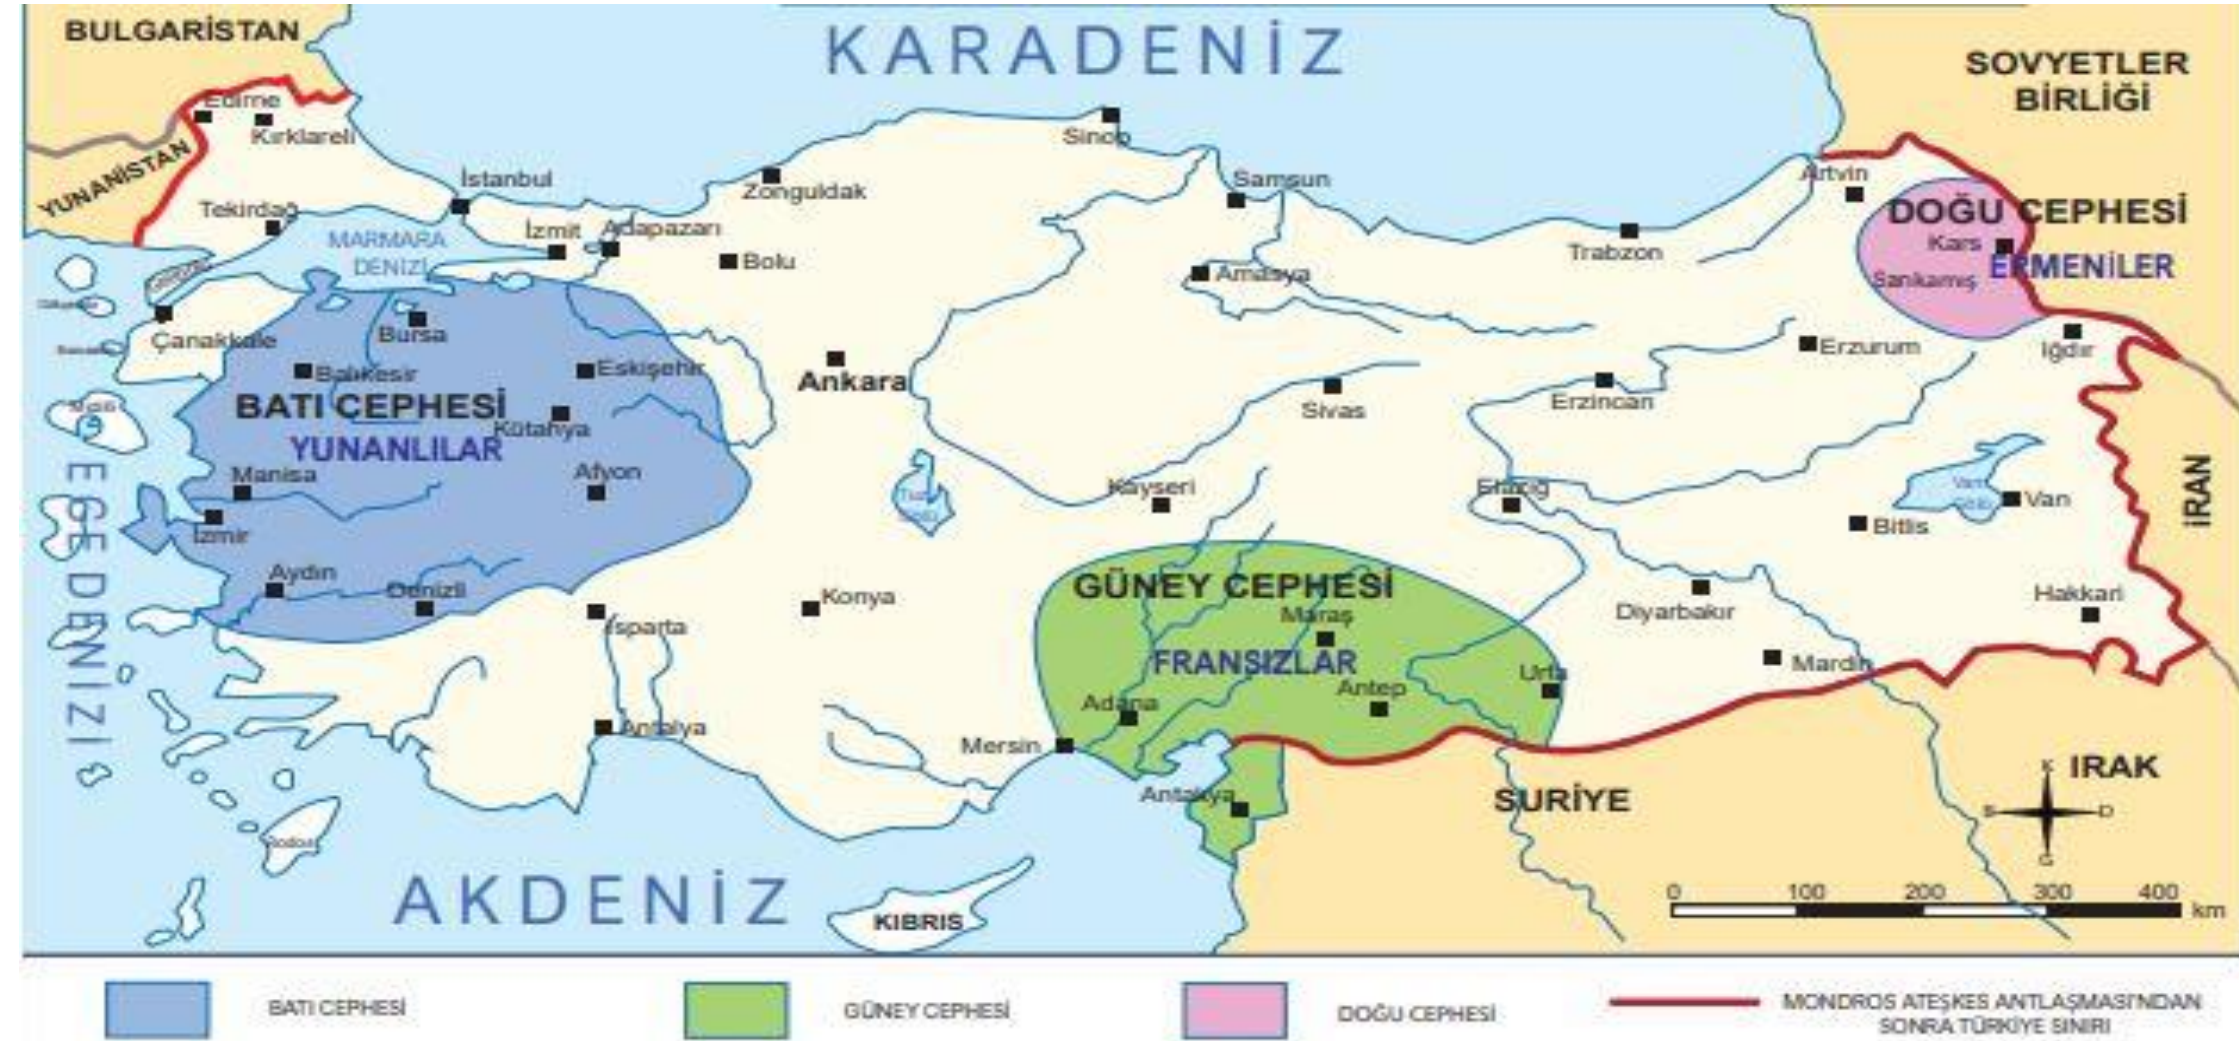 BULGARİSTAN
KARADENİZ
SOVYETLER
BİRLİĞİ
Edirne
Kırklareli
YUNANİSTAN
Sinop
İstanbul
Zonguldak
Samsun
Artvin
Tekirdağ
DOĞU CEPHESİ
İzmit
Adapazarı
MARMARA
DENİZİ
Bolu
Trabzon
Kars
ERMENİLER
Amasya
Sarıkamış
Çanakkale
Bursa
Erzurum
Iğdır
Balıkesir
Eskişehir
Ankara
BATI CEPHESİ
Kütahya
Sivas
Erzincan
YUNANLILAR
EGE DENİZİ
Manisa
Afyon
Kayseri
Elazığ
Van
Bitlis
İRAN
İzmir
Aydın
Denizli
GÜNEY CEPHESİ
Konya
Isparta
Maraş
Diyarbakır
Hakkari
FRANSIZLAR
Mardin
Urfa
Antep
Adana
Antalya
Mersin
Antakya
SURİYE
IRAK
K
B
D
G
Rodos
AKDENİZ
KIBRIS
0 100 200 300 400
km
BATI CEPHESİ
GÜNEY CEPHESİ
DOĞU CEPHESİ
MONDROS ATEŞKES ANTLAŞMASI'NDAN
SONRA TÜRKİYE SINIRI